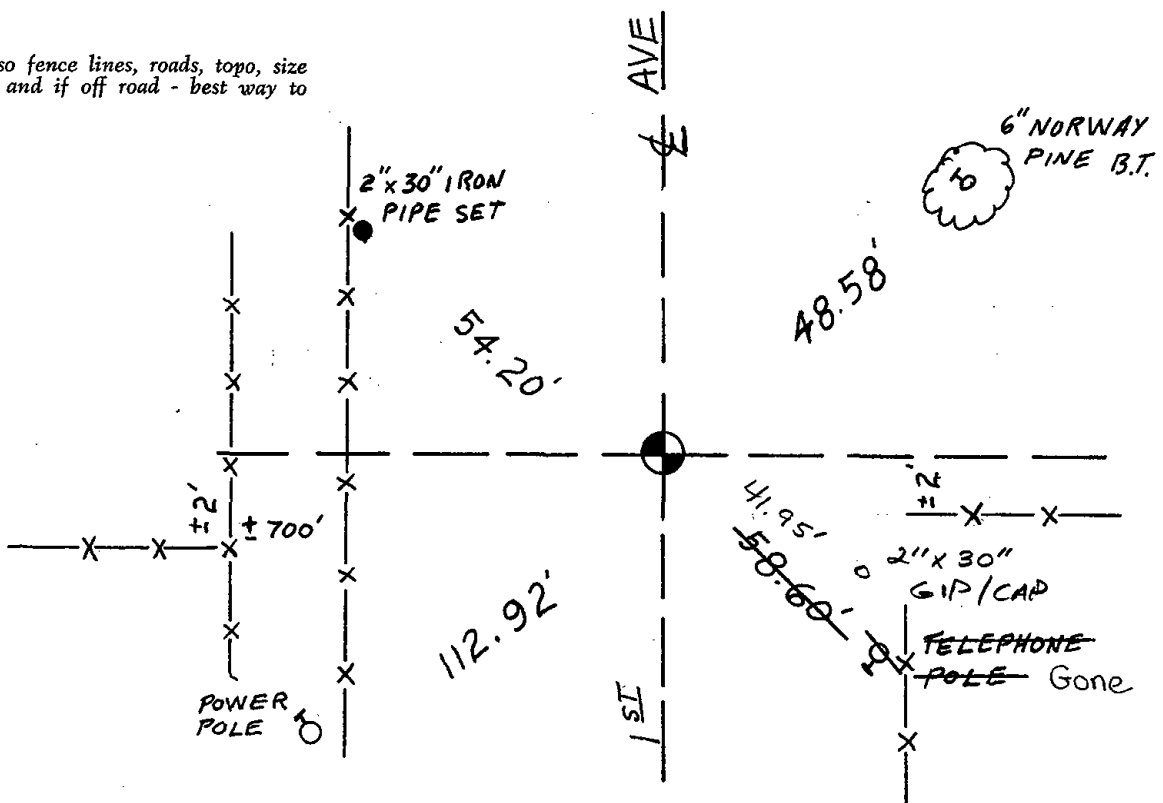 so fence lines, roads, topo, size
and if off road - best way to
AVE
℄
6" NORWAY
PINE B.T.
2" x 30" IRON
PIPE SET
54.20'
48.58'
± 2'
± 700'
112.92'
41.95'
58.60'
± 2'
2" x 30"
GIP/CAP
TELEPHONE
POLE Gone
POWER
POLE
1ST